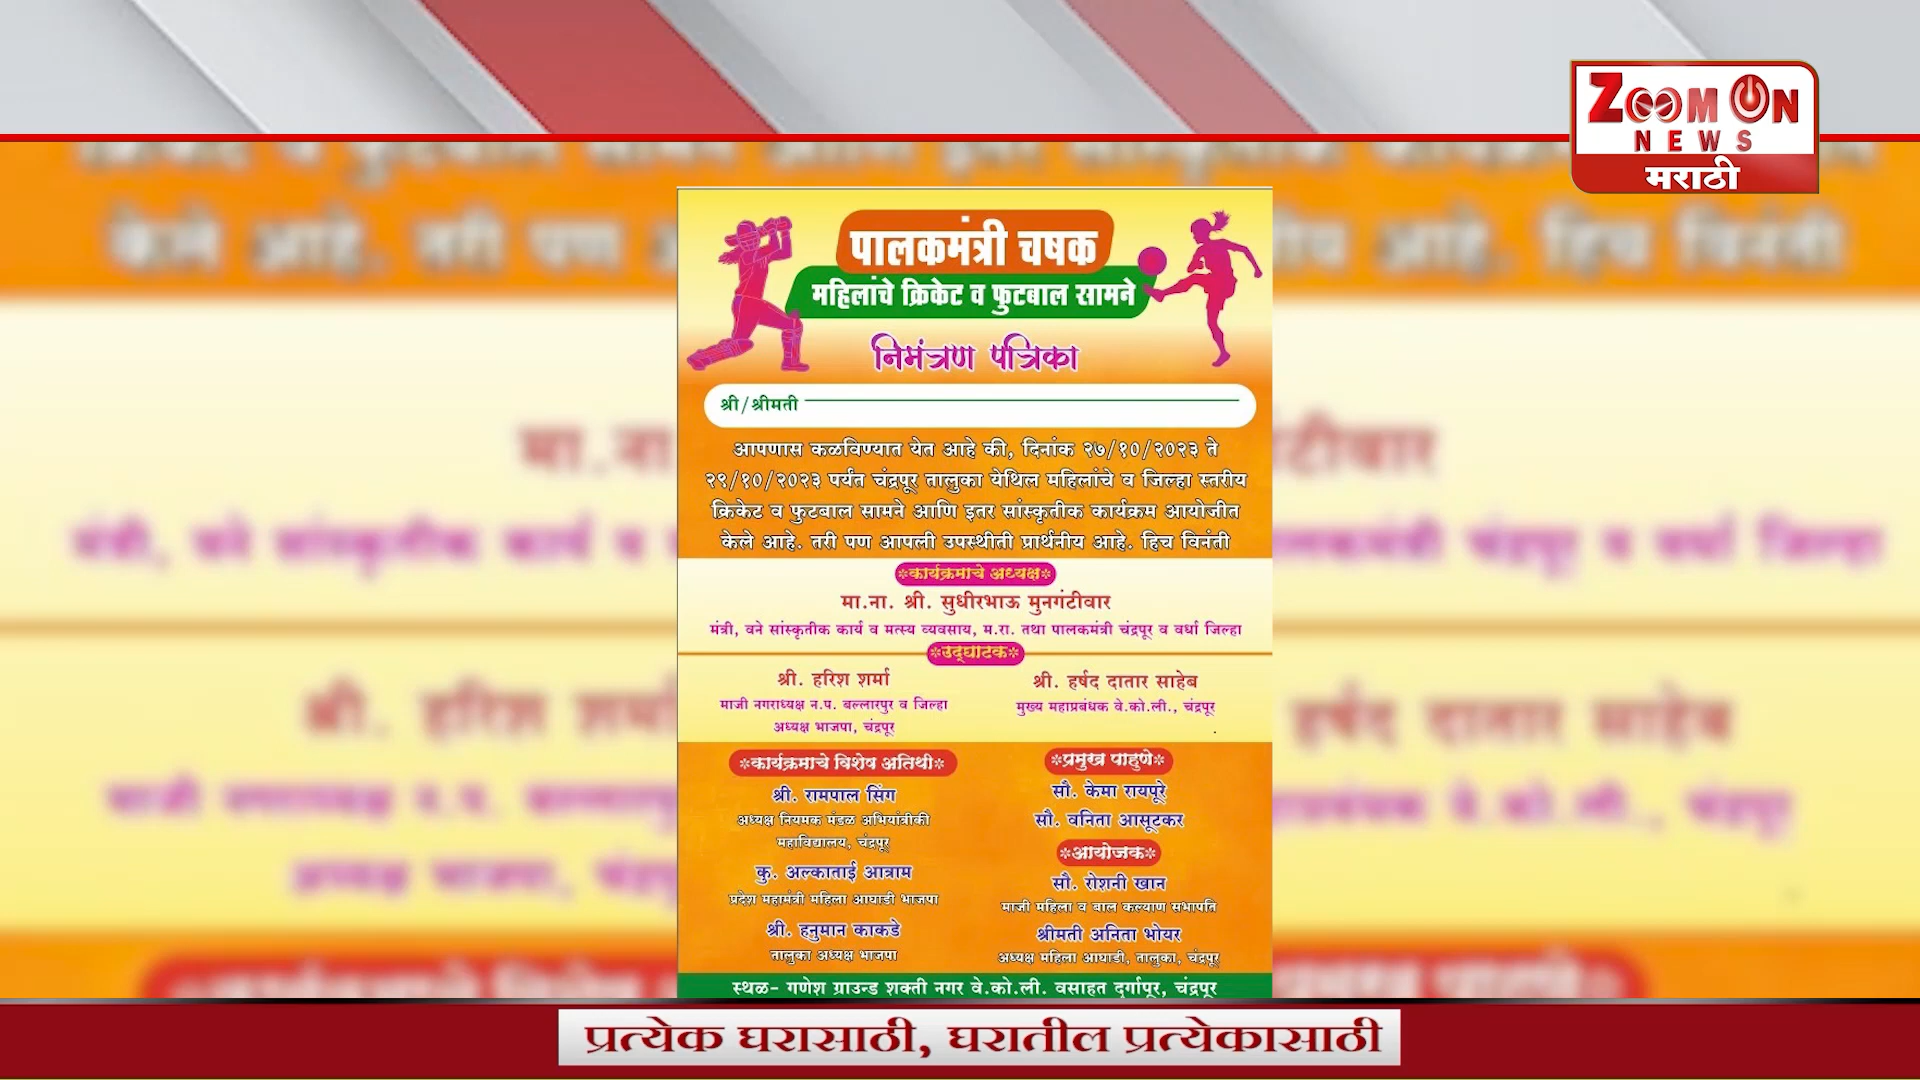 ZOOM ON
NEWS
मराठी
पालकमंत्री चषक
महिलांचे क्रिकेट व फुटबाल सामने
निमंत्रण पत्रिका
श्री/श्रीमती
आपणास कळविण्यात येत आहे की, दिनांक २७/१०/२०२३ ते
२९/१०/२०२३ पर्यंत चंद्रपूर तालुका येथिल महिलांचे व जिल्हा स्तरीय
क्रिकेट व फुटबाल सामने आणि इतर सांस्कृतीक कार्यक्रम आयोजीत
केले आहे. तरी पण आपली उपस्थीती प्रार्थनीय आहे. हिच विनंती
*कार्यक्रमाचे अध्यक्ष*
मा.ना. श्री. सुधीरभाऊ मुनगंटीवार
मंत्री, वने सांस्कृतीक कार्य व मत्स्य व्यवसाय, म.रा. तथा पालकमंत्री चंद्रपूर व वर्धा जिल्हा
*उद्घाटक*
श्री. हरिश शर्मा
माजी नगराध्यक्ष न.प. बल्लारपुर व जिल्हा
अध्यक्ष भाजपा, चंद्रपूर
श्री. हर्षद दातार साहेब
मुख्य महाप्रबंधक वे.को.ली., चंद्रपूर
*कार्यक्रमाचे विशेष अतिथी*
श्री. रामपाल सिंग
अध्यक्ष नियमक मंडळ अभियांत्रीकी
महाविद्यालय, चंद्रपूर
कु. अल्काताई आत्राम
प्रदेश महामंत्री महिला आघाडी भाजपा
श्री. हनुमान काकडे
तालुका अध्यक्ष भाजपा
*प्रमुख पाहुणे*
सौ. केमा रायपूरे
सौ. वनिता आसूटकर
*आयोजक*
सौ. रोशनी खान
माजी महिला व बाल कल्याण सभापति
श्रीमती अनिता भोयर
अध्यक्ष महिला आघाडी, तालुका, चंद्रपूर
स्थळ- गणेश ग्राउन्ड शक्ती नगर वे.को.ली. वसाहत दुर्गापूर, चंद्रपूर
प्रत्येक घरासाठी, घरातील प्रत्येकासाठी